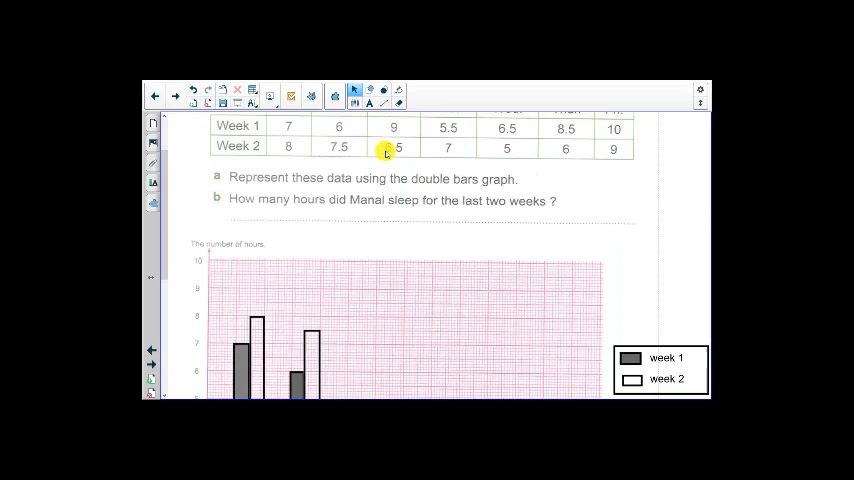 Week 1 7 6 9 5.5 6.5 8.5 10
Week 2 8 7.5 .5 7 5 6 9
a Represent these data using the double bars graph.
b How many hours did Manal sleep for the last two weeks ?
The number of hours.
10
9
8
7
6
week 1
week 2